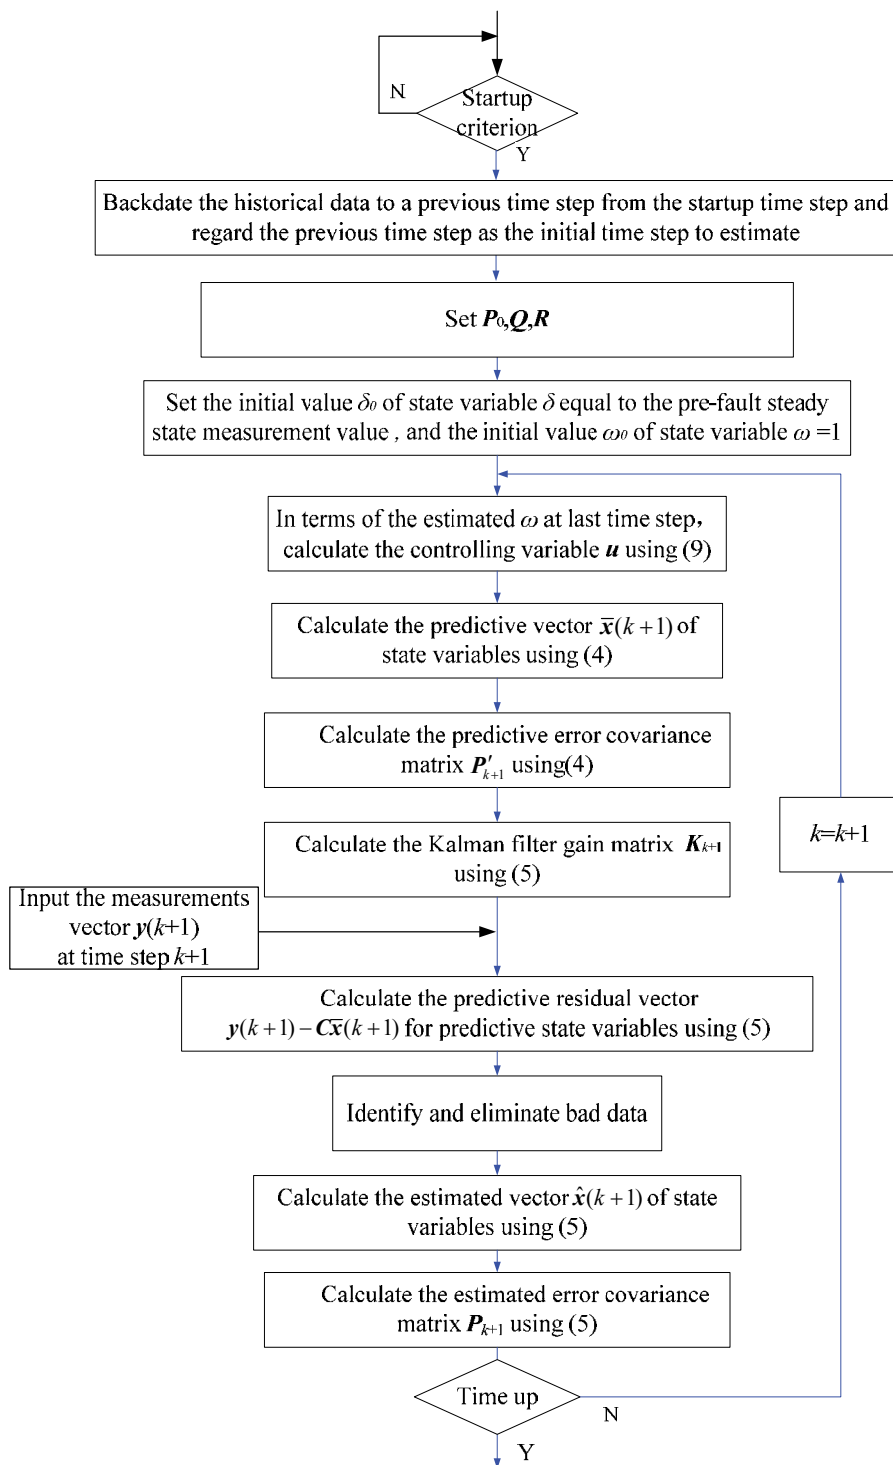 N
Startup
criterion
Y
Backdate the historical data to a previous time step from the startup time step and
regard the previous time step as the initial time step to estimate
Set P₀,Q,R
Set the initial value δ₀ of state variable δ equal to the pre-fault steady
state measurement value , and the initial value ω₀ of state variable ω =1
In terms of the estimated ω at last time step,
calculate the controlling variable u using (9)
Calculate the predictive vector x̄(k+1) of
state variables using (4)
Calculate the predictive error covariance
matrix P′ₖ₊₁ using(4)
k=k+1
Calculate the Kalman filter gain matrix Kₖ₊₁
using (5)
Input the measurements
vector y(k+1)
at time step k+1
Calculate the predictive residual vector
y(k+1)−Cx̄(k+1) for predictive state variables using (5)
Identify and eliminate bad data
Calculate the estimated vector x̂(k+1) of state
variables using (5)
Calculate the estimated error covariance
matrix Pₖ₊₁ using (5)
Time up
N
Y